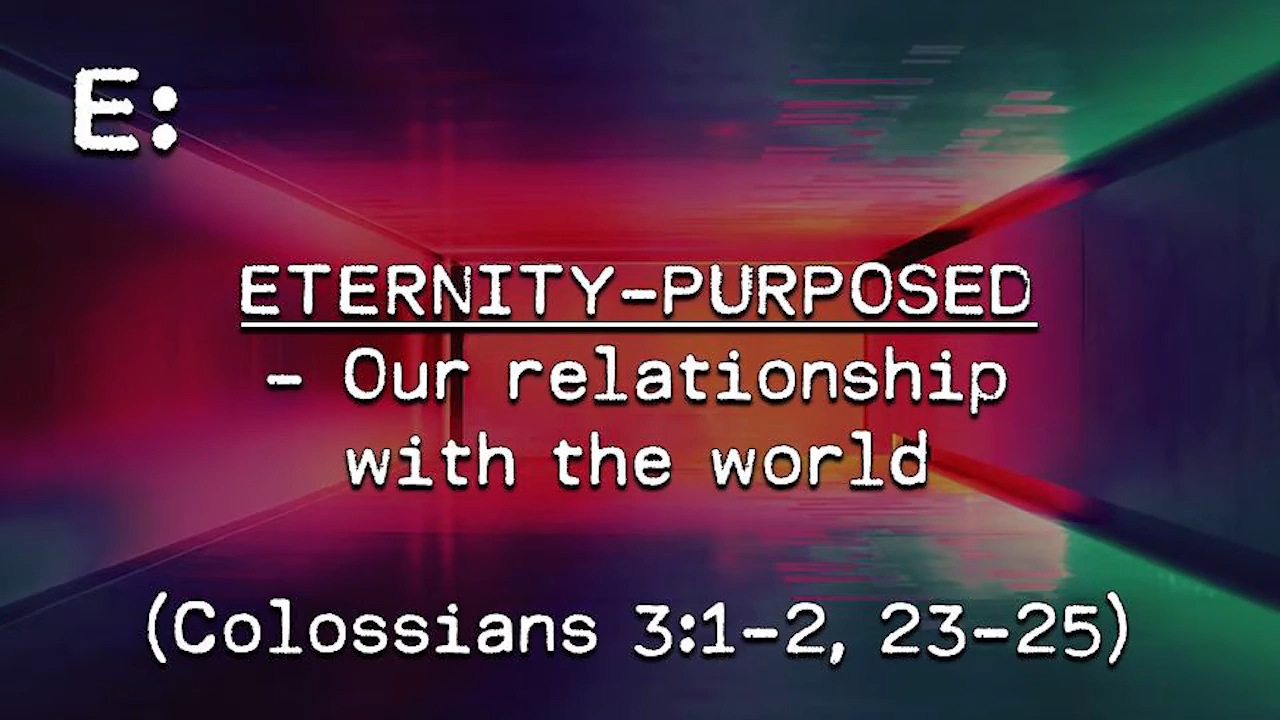 E:
ETERNITY-PURPOSED
- Our relationship
with the world
(Colossians 3:1-2, 23-25)